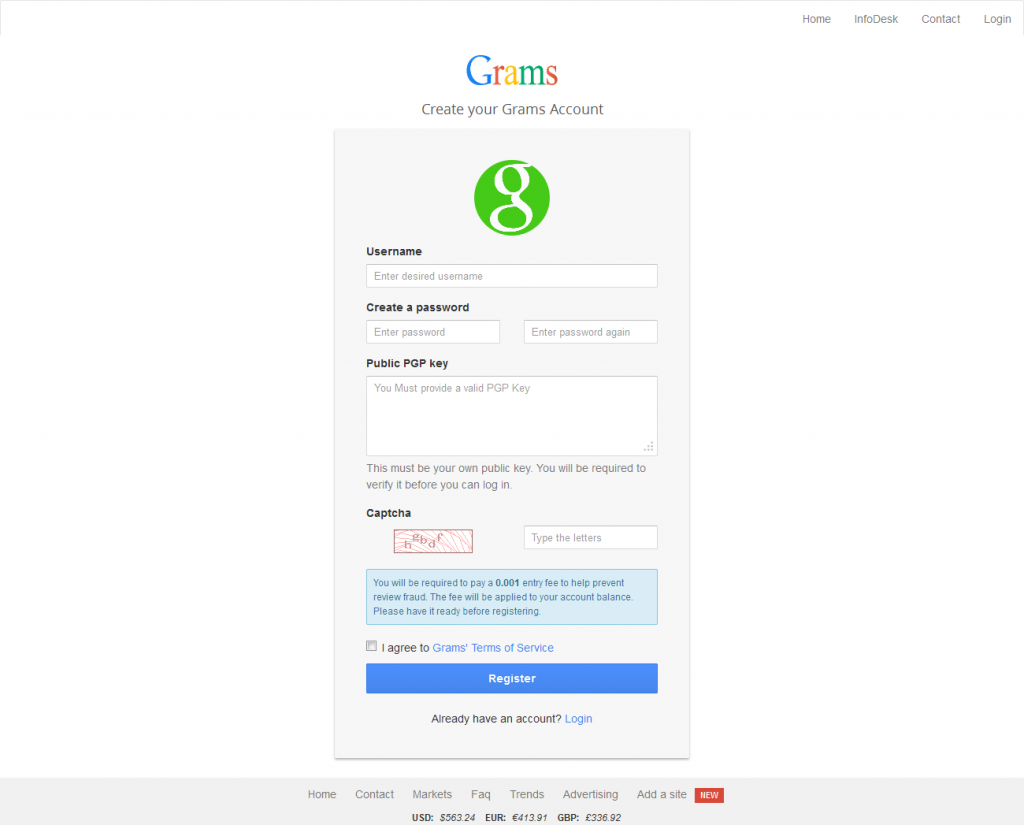 Home InfoDesk Contact Login
Grams
Create your Grams Account
g
Username
Enter desired username
Create a password
Enter password Enter password again
Public PGP key
You Must provide a valid PGP Key
This must be your own public key. You will be required to
verify it before you can log in.
Captcha
hgbdf Type the letters
You will be required to pay a 0.001 entry fee to help prevent
review fraud. The fee will be applied to your account balance.
Please have it ready before registering.
I agree to Grams' Terms of Service
Register
Already have an account? Login
Home Contact Markets Faq Trends Advertising Add a site NEW
USD: $563.24 EUR: €413.91 GBP: £336.92